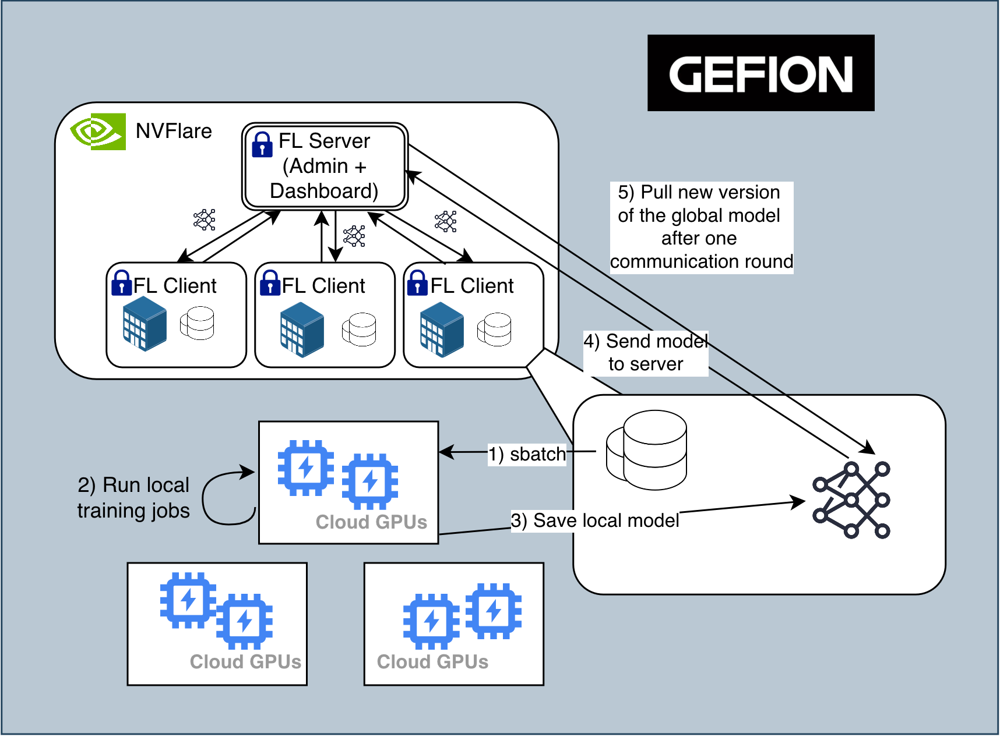 GEFION
NVFlare
FL Server
(Admin +
Dashboard)
5) Pull new version
of the global model
after one
communication round
FL Client
FL Client
FL Client
4) Send model
to server
1) sbatch
2) Run local
training jobs
Cloud GPUs
3) Save local model
Cloud GPUs
Cloud GPUs